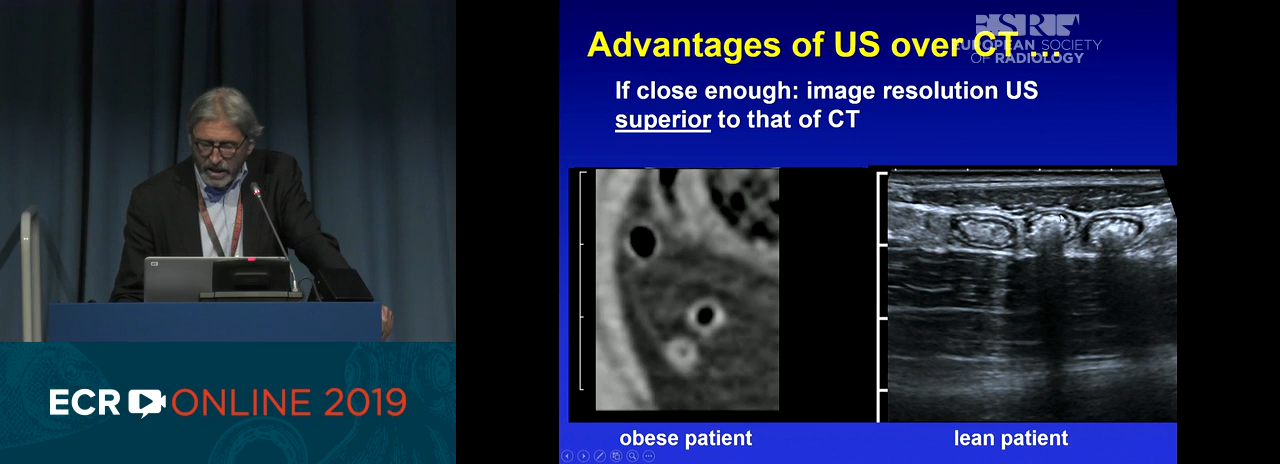 Advantages of US over CT ...
ESR
EUROPEAN SOCIETY
OF RADIOLOGY
If close enough: image resolution US
superior to that of CT
obese patient
lean patient
ECR ONLINE 2019